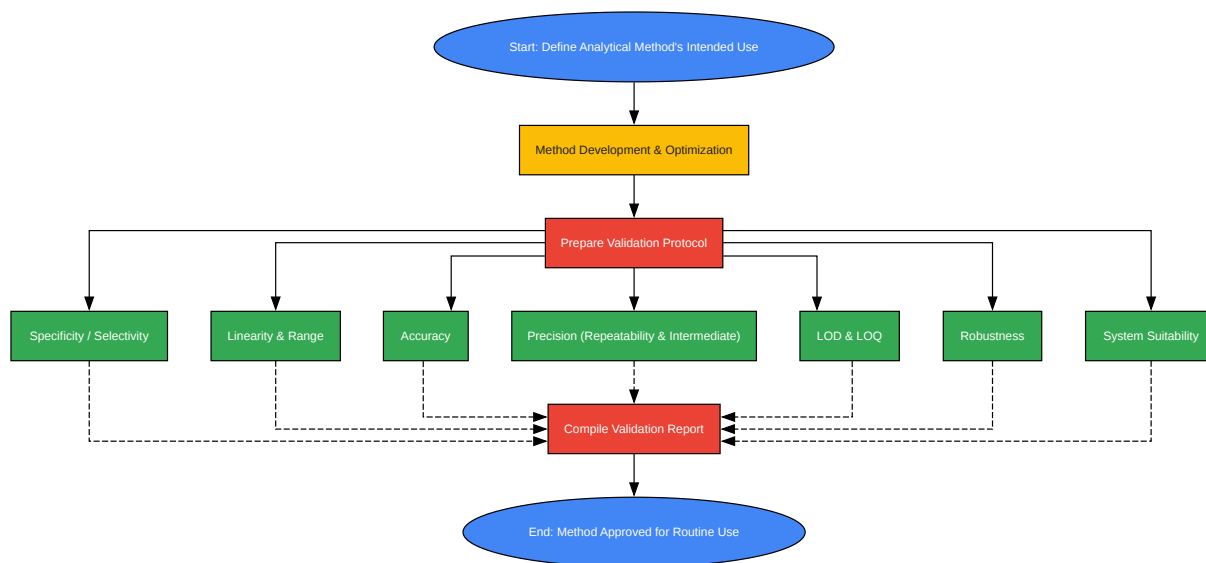 Start: Define Analytical Method's Intended Use
Method Development & Optimization
Prepare Validation Protocol
Specificity / Selectivity
Linearity & Range
Accuracy
Precision (Repeatability & Intermediate)
LOD & LOQ
Robustness
System Suitability
Compile Validation Report
End: Method Approved for Routine Use